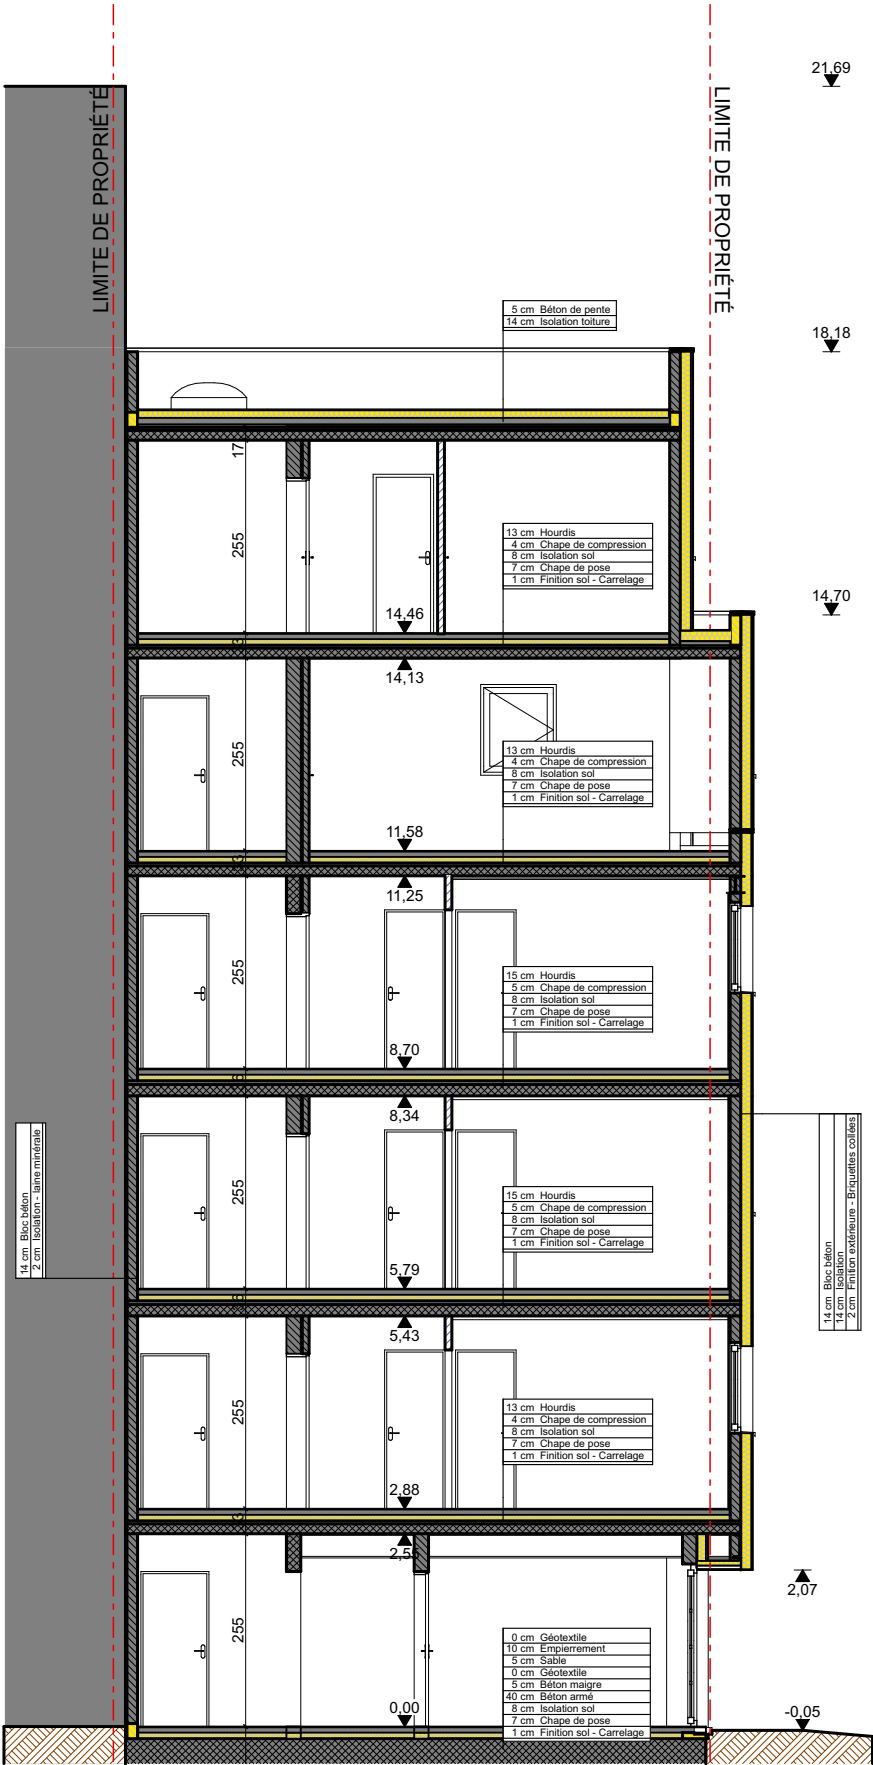 21,69
LIMITE DE PROPRIÉTÉ
LIMITE DE PROPRIÉTÉ
5 cm Béton de pente
14 cm Isolation toiture
18,18
17
255
13 cm Hourdis
4 cm Chape de compression
8 cm Isolation sol
7 cm Chape de pose
1 cm Finition sol - Carrelage
14,70
14,46
14,13
255
13 cm Hourdis
4 cm Chape de compression
8 cm Isolation sol
7 cm Chape de pose
1 cm Finition sol - Carrelage
11,58
11,25
255
15 cm Hourdis
5 cm Chape de compression
8 cm Isolation sol
7 cm Chape de pose
1 cm Finition sol - Carrelage
8,70
8,34
14 cm Bloc béton
2 cm Isolation - laine minérale
255
15 cm Hourdis
5 cm Chape de compression
8 cm Isolation sol
7 cm Chape de pose
1 cm Finition sol - Carrelage
14 cm Bloc béton
14 cm Isolation
2 cm Finition extérieure - Briquettes collées
5,79
5,43
255
13 cm Hourdis
4 cm Chape de compression
8 cm Isolation sol
7 cm Chape de pose
1 cm Finition sol - Carrelage
2,88
2,55
2,07
255
0 cm Géotextile
10 cm Empierrement
5 cm Sable
0 cm Géotextile
5 cm Béton maigre
40 cm Béton armé
8 cm Isolation sol
7 cm Chape de pose
1 cm Finition sol - Carrelage
0,00
-0,05